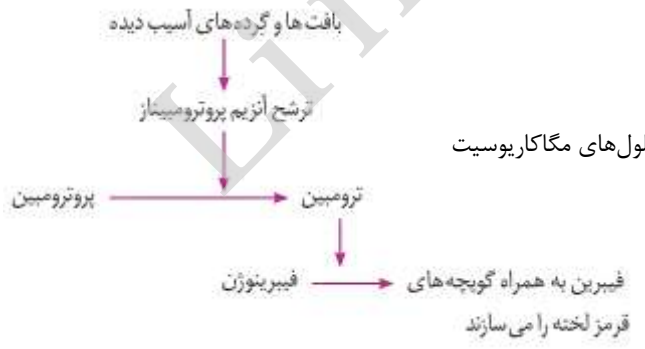 بافت‌ها و گرده‌های آسیب دیده
ترشح آنزیم پروترومبیناز
لول‌های مگاکاریوسیت
پروترومبین
ترومبین
فیبرینوژن
فیبرین به همراه گویچه‌های
قرمز لخته را می‌سازند